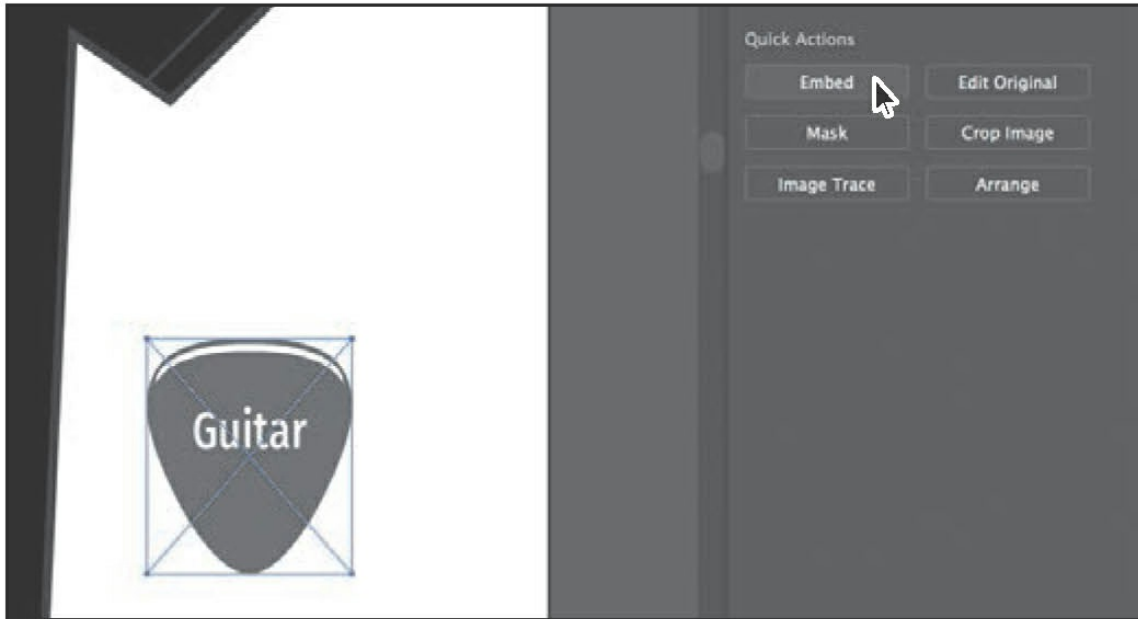 Quick Actions
Embed Edit Original
Mask Crop Image
Image Trace Arrange
Guitar